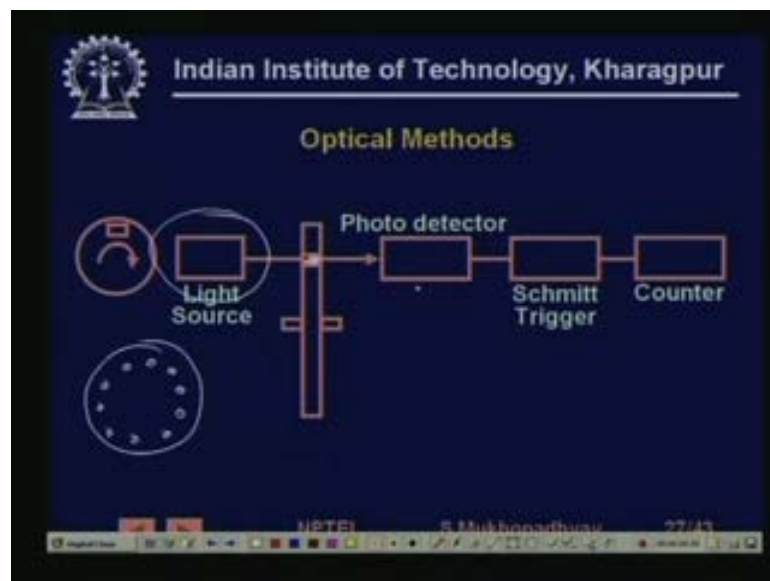 Indian Institute of Technology, Kharagpur
Optical Methods
Photo detector
Light
Source
Schmitt
Trigger
Counter
NPTEL S.Mukhopadhyay 27/43